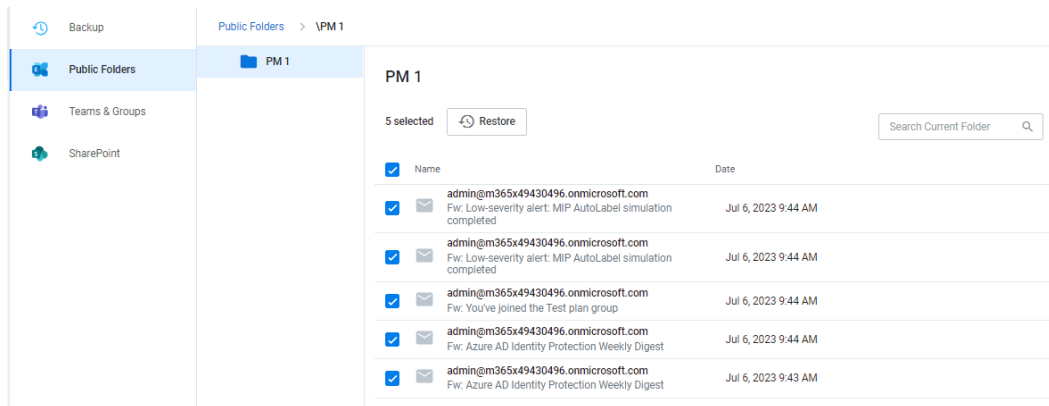 Backup
Public Folders
Teams & Groups
SharePoint
Public Folders > \PM 1
PM 1
PM 1
5 selected
Restore
Search Current Folder
Name Date
admin@m365x49430496.onmicrosoft.com
Fw: Low-severity alert: MIP AutoLabel simulation
completed
Jul 6, 2023 9:44 AM
admin@m365x49430496.onmicrosoft.com
Fw: Low-severity alert: MIP AutoLabel simulation
completed
Jul 6, 2023 9:44 AM
admin@m365x49430496.onmicrosoft.com
Fw: You've joined the Test plan group
Jul 6, 2023 9:44 AM
admin@m365x49430496.onmicrosoft.com
Fw: Azure AD Identity Protection Weekly Digest
Jul 6, 2023 9:44 AM
admin@m365x49430496.onmicrosoft.com
Fw: Azure AD Identity Protection Weekly Digest
Jul 6, 2023 9:43 AM